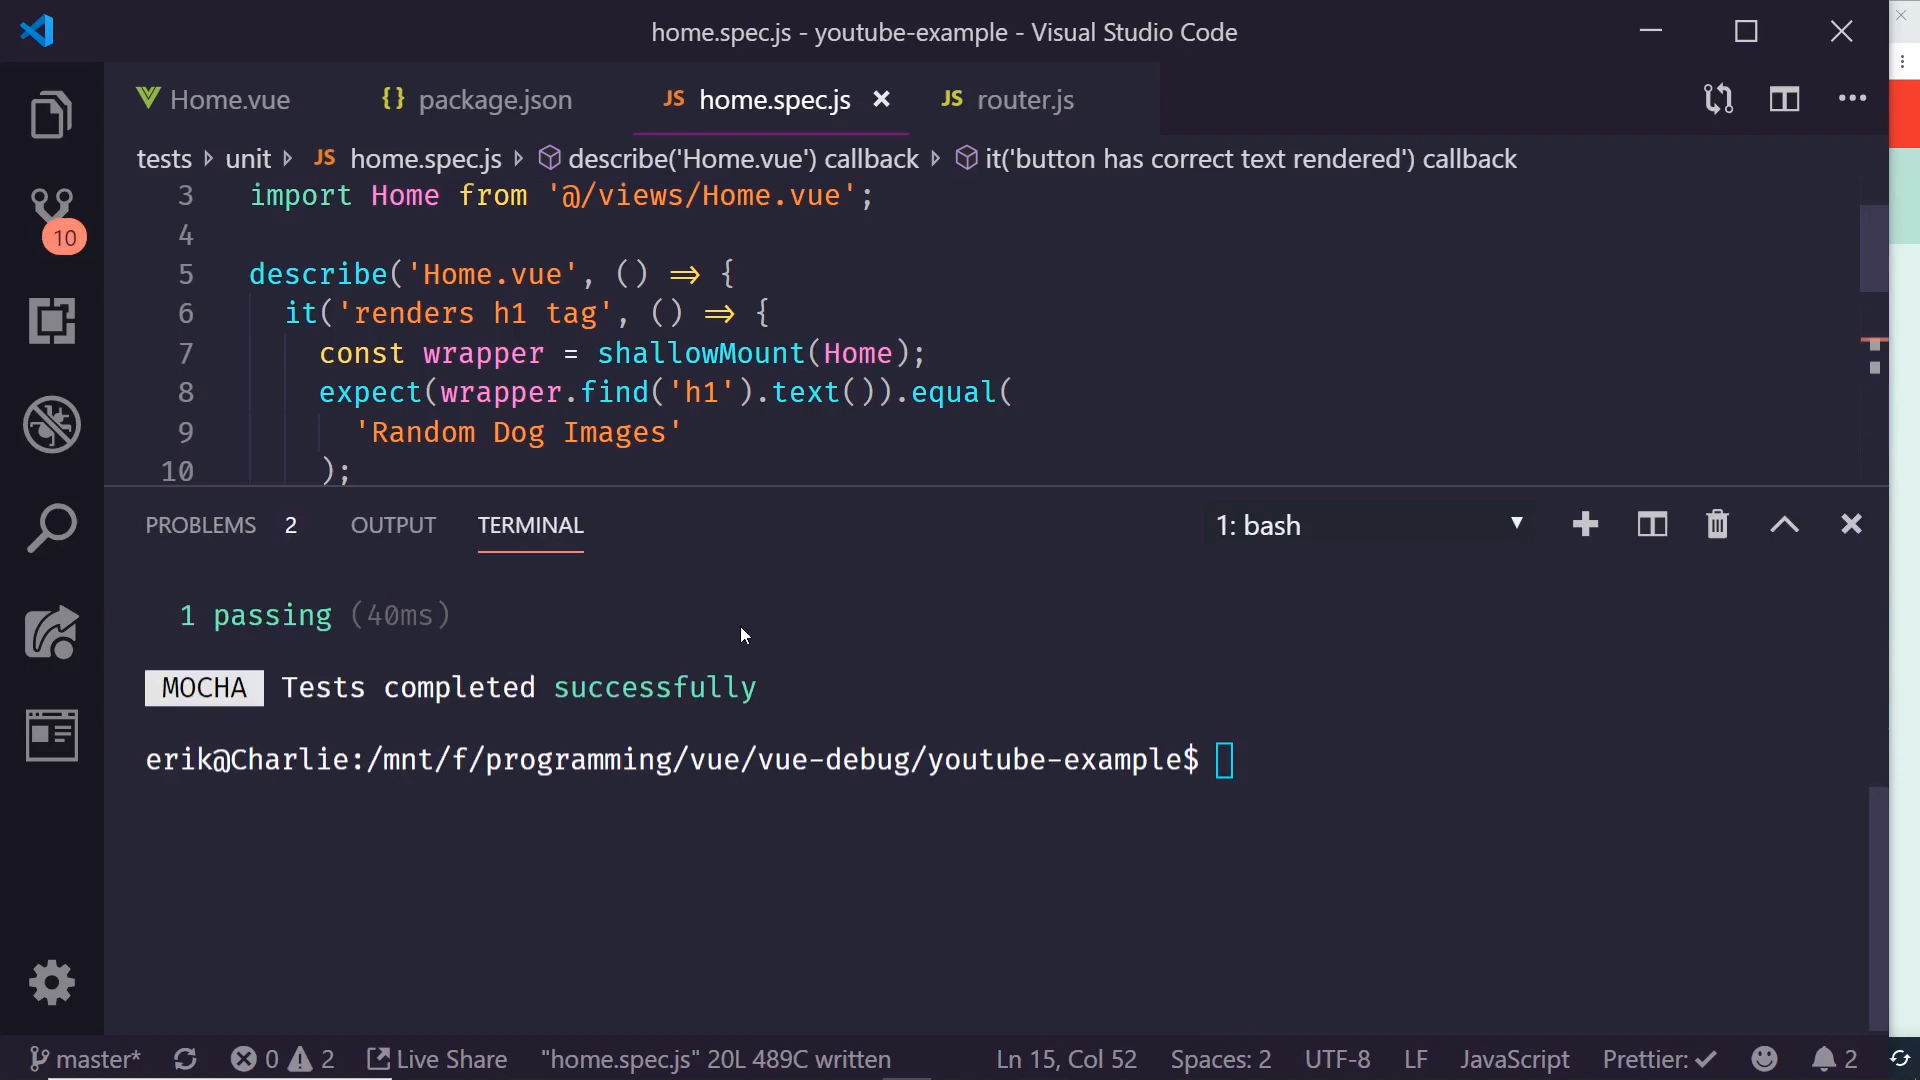 home.spec.js - youtube-example - Visual Studio Code
Home.vue {} package.json JS home.spec.js JS router.js
tests unit JS home.spec.js describe('Home.vue') callback it('button has correct text rendered') callback
3 import Home from '@/views/Home.vue';
4
5 describe('Home.vue', () => {
6 it('renders h1 tag', () => {
7 const wrapper = shallowMount(Home);
8 expect(wrapper.find('h1').text()).equal(
9 'Random Dog Images'
10 );
10
PROBLEMS 2 OUTPUT TERMINAL 1: bash
1 passing (40ms)
MOCHA Tests completed successfully
erik@Charlie:/mnt/f/programming/vue/vue-debug/youtube-example$
master* 0 2 Live Share "home.spec.js" 20L 489C written Ln 15, Col 52 Spaces: 2 UTF-8 LF JavaScript Prettier: ✓ 2